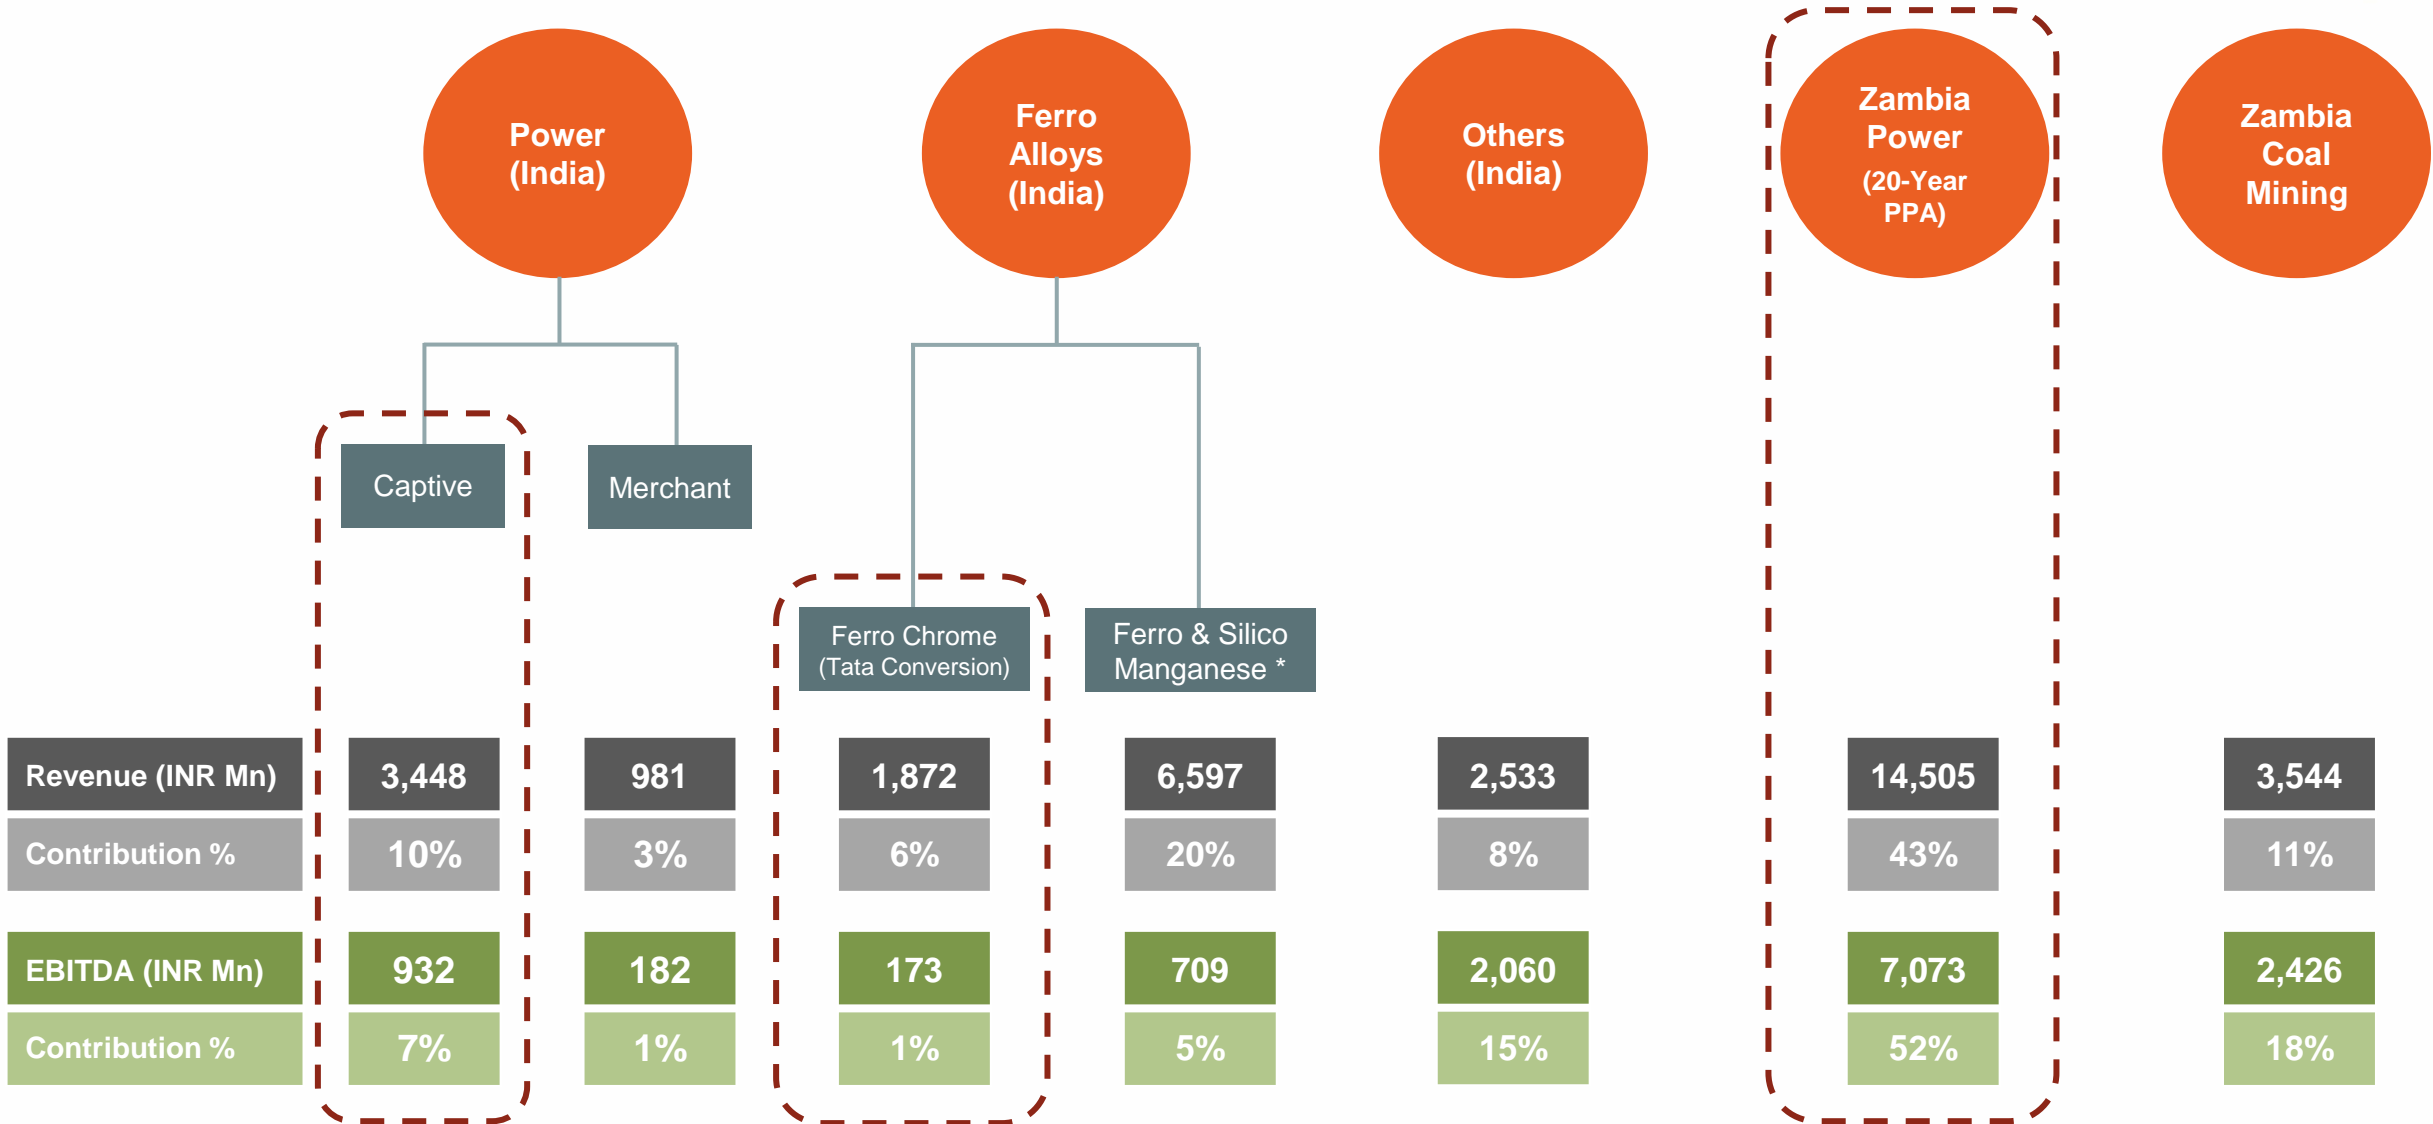 Power
(India)
Ferro
Alloys
(India)
Others
(India)
Zambia
Power
(20-Year
PPA)
Zambia
Coal
Mining
Captive
Merchant
Ferro Chrome
(Tata Conversion)
Ferro & Silico
Manganese *
Revenue (INR Mn) 3,448 981 1,872 6,597 2,533 14,505 3,544
Contribution % 10% 3% 6% 20% 8% 43% 11%
EBITDA (INR Mn) 932 182 173 709 2,060 7,073 2,426
Contribution % 7% 1% 1% 5% 15% 52% 18%